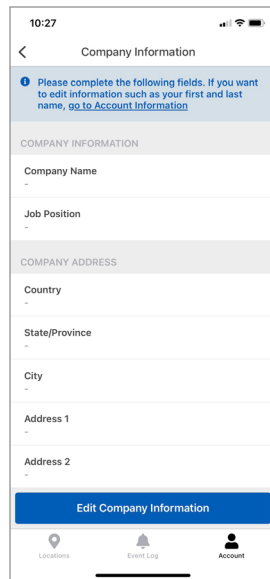 10:27
Company Information
Please complete the following fields. If you want
to edit information such as your first and last
name, go to Account Information
COMPANY INFORMATION
Company Name
-
Job Position
-
COMPANY ADDRESS
Country
-
State/Province
-
City
-
Address 1
-
Address 2
-
Edit Company Information
Locations
Event Log
Account